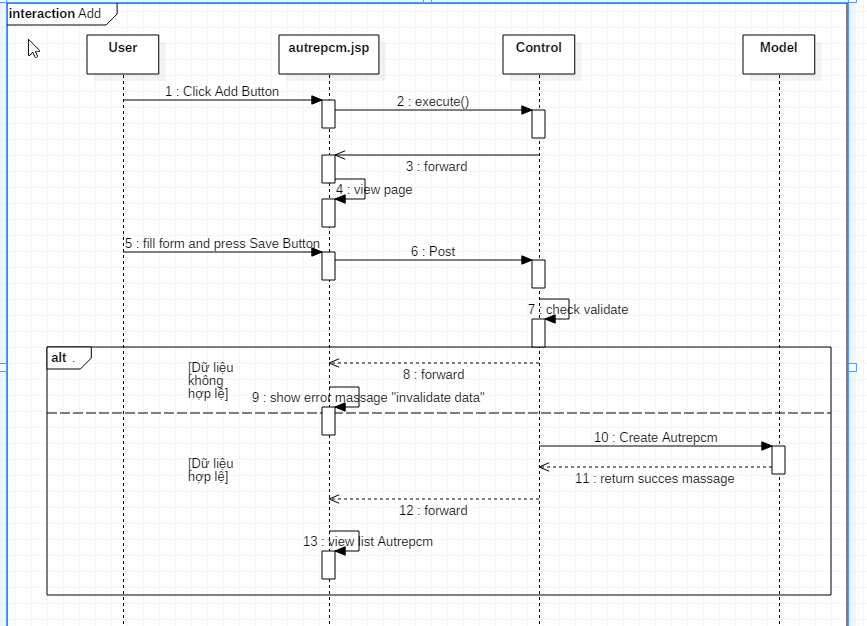 interaction Add
User
autrepcm.jsp
Control
Model
1 : Click Add Button
2 : execute()
3 : forward
4 : view page
5 : fill form and press Save Button
6 : Post
7 : check validate
alt .
[Dữ liệu
không
hợp lệ]
8 : forward
9 : show error massage "invalidate data"
10 : Create Autrepcm
[Dữ liệu
hợp lệ]
11 : return succes massage
12 : forward
13 : view list Autrepcm